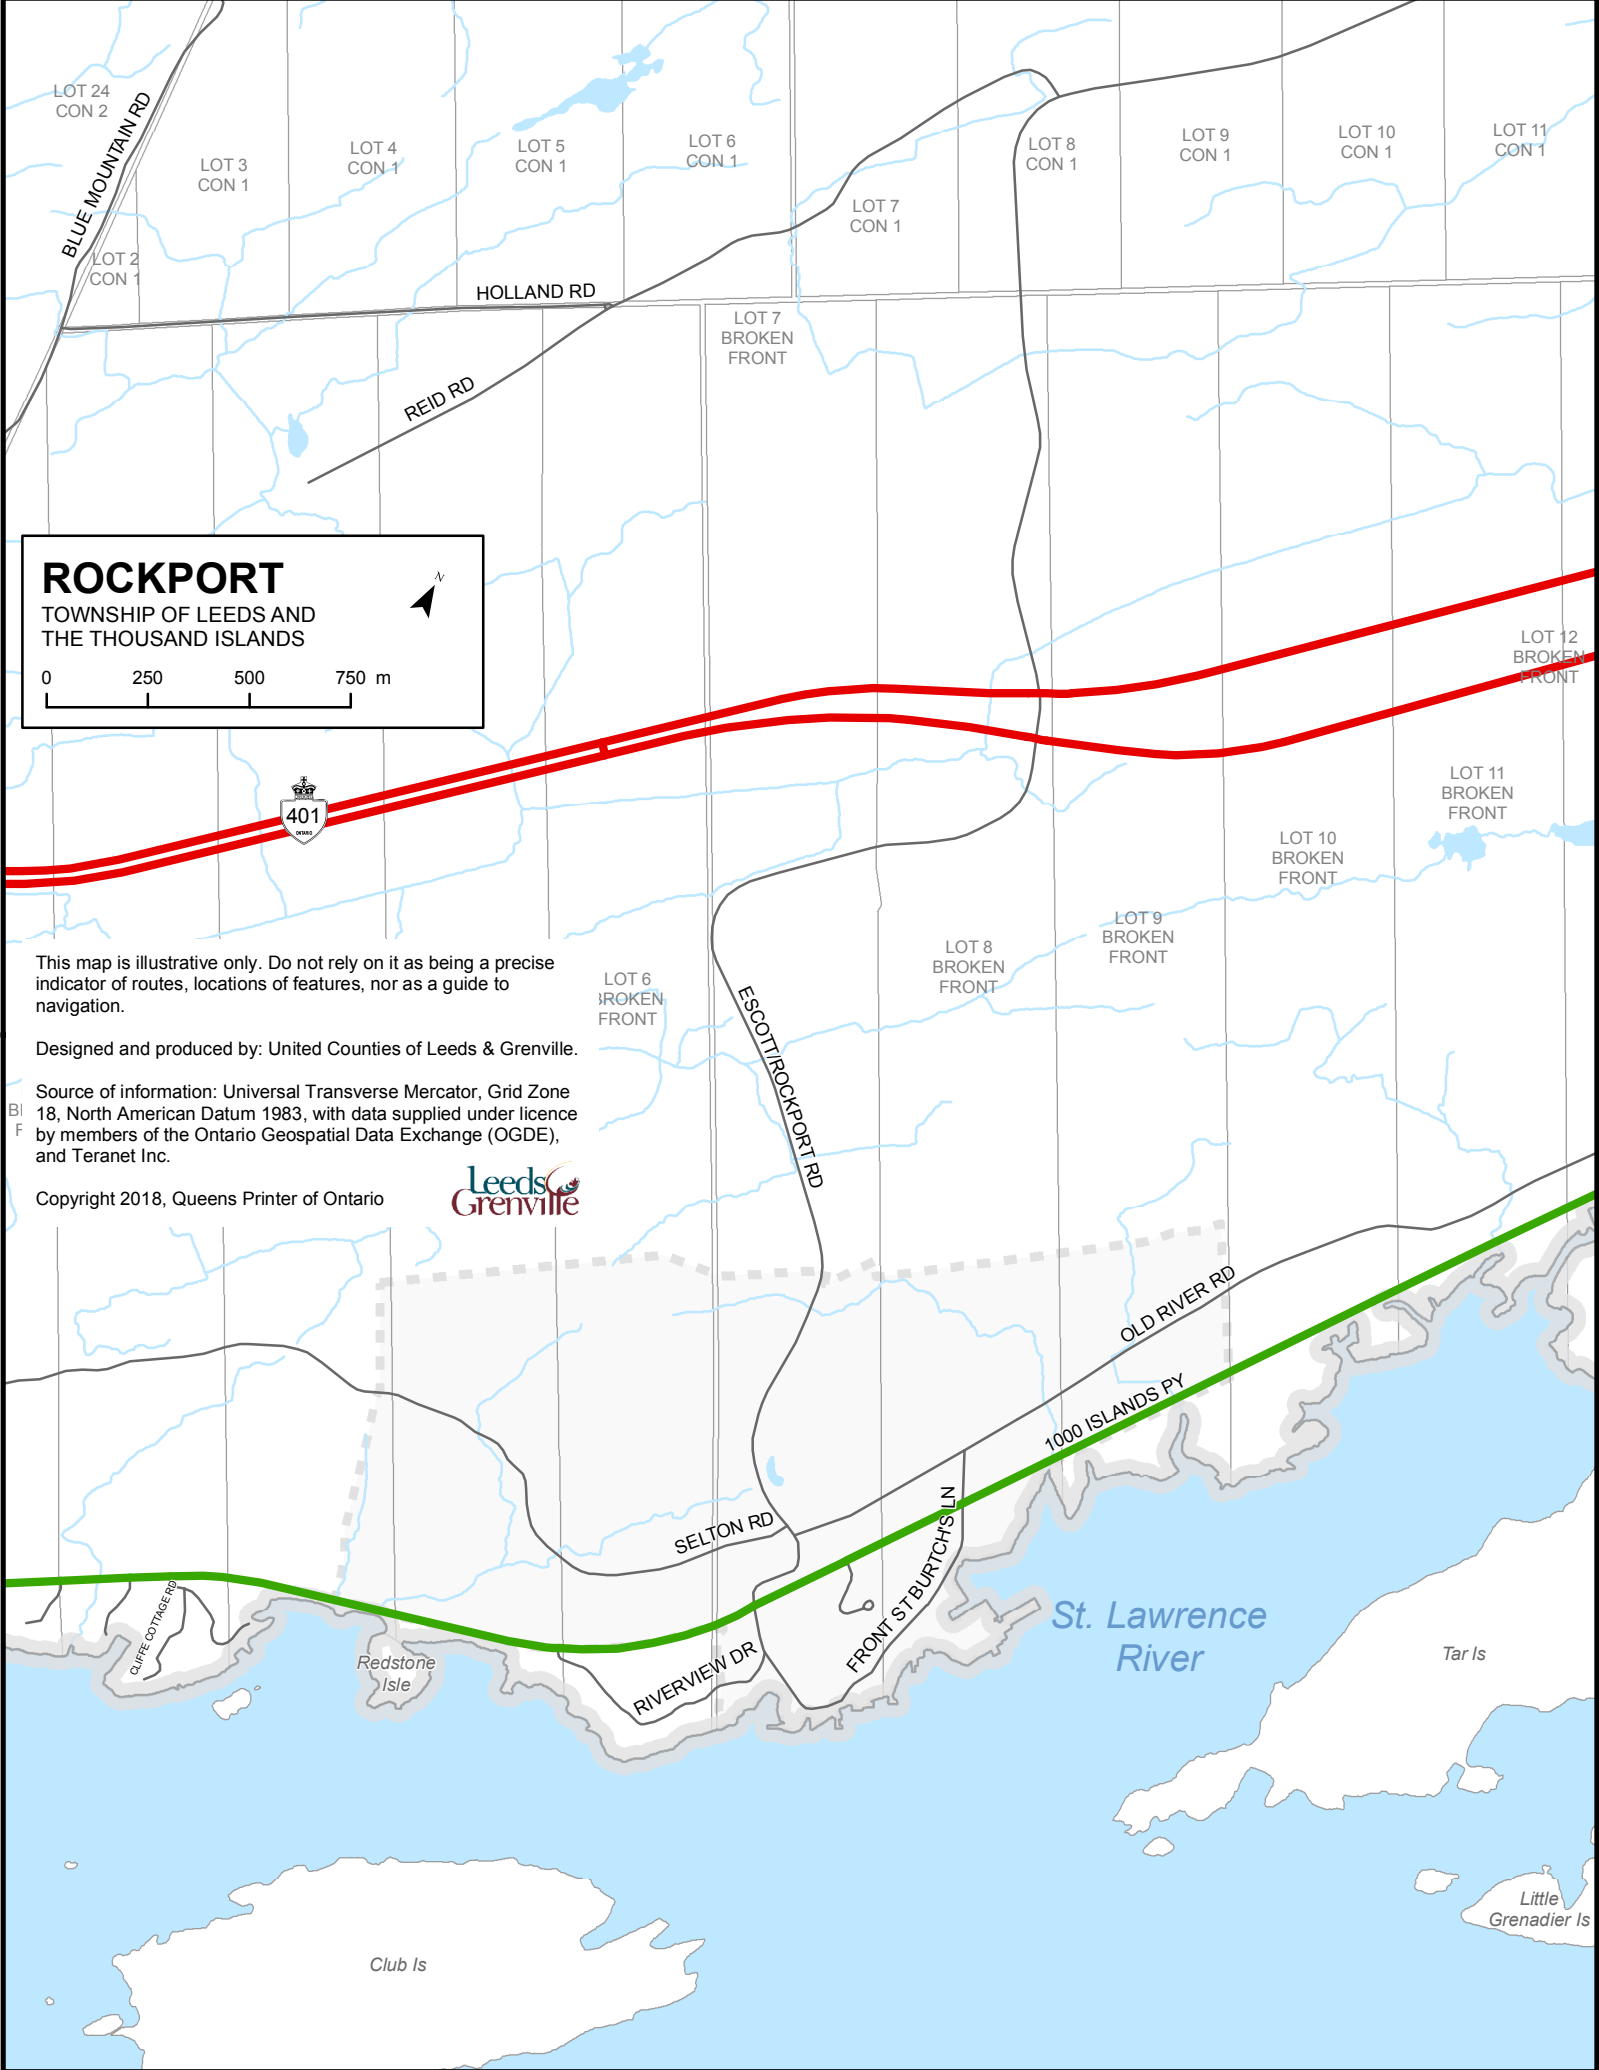 LOT 24
CON 2
BLUE MOUNTAIN RD
LOT 3
CON 1
LOT 4
CON 1
LOT 5
CON 1
LOT 6
CON 1
LOT 7
CON 1
LOT 8
CON 1
LOT 9
CON 1
LOT 10
CON 1
LOT 11
CON 1
LOT 2
CON 1
HOLLAND RD
LOT 7
BROKEN
FRONT
REID RD
ROCKPORT
TOWNSHIP OF LEEDS AND
THE THOUSAND ISLANDS
N
0 250 500 750 m
LOT 12
BROKEN
FRONT
401
ONTARIO
LOT 11
BROKEN
FRONT
LOT 10
BROKEN
FRONT
LOT 9
BROKEN
FRONT
LOT 8
BROKEN
FRONT
LOT 6
BROKEN
FRONT
This map is illustrative only. Do not rely on it as being a precise
indicator of routes, locations of features, nor as a guide to
navigation.
Designed and produced by: United Counties of Leeds & Grenville.
Source of information: Universal Transverse Mercator, Grid Zone
18, North American Datum 1983, with data supplied under licence
by members of the Ontario Geospatial Data Exchange (OGDE),
and Teranet Inc.
Copyright 2018, Queens Printer of Ontario
Leeds
Grenville
ESCOTT/ROCKPORT RD
OLD RIVER RD
1000 ISLANDS PY
SELTON RD
FRONT ST BURTCH'S LN
RIVERVIEW DR
CLIFFE COTTAGE RD
Redstone
Isle
St. Lawrence
River
Tar Is
Little
Grenadier Is
Club Is